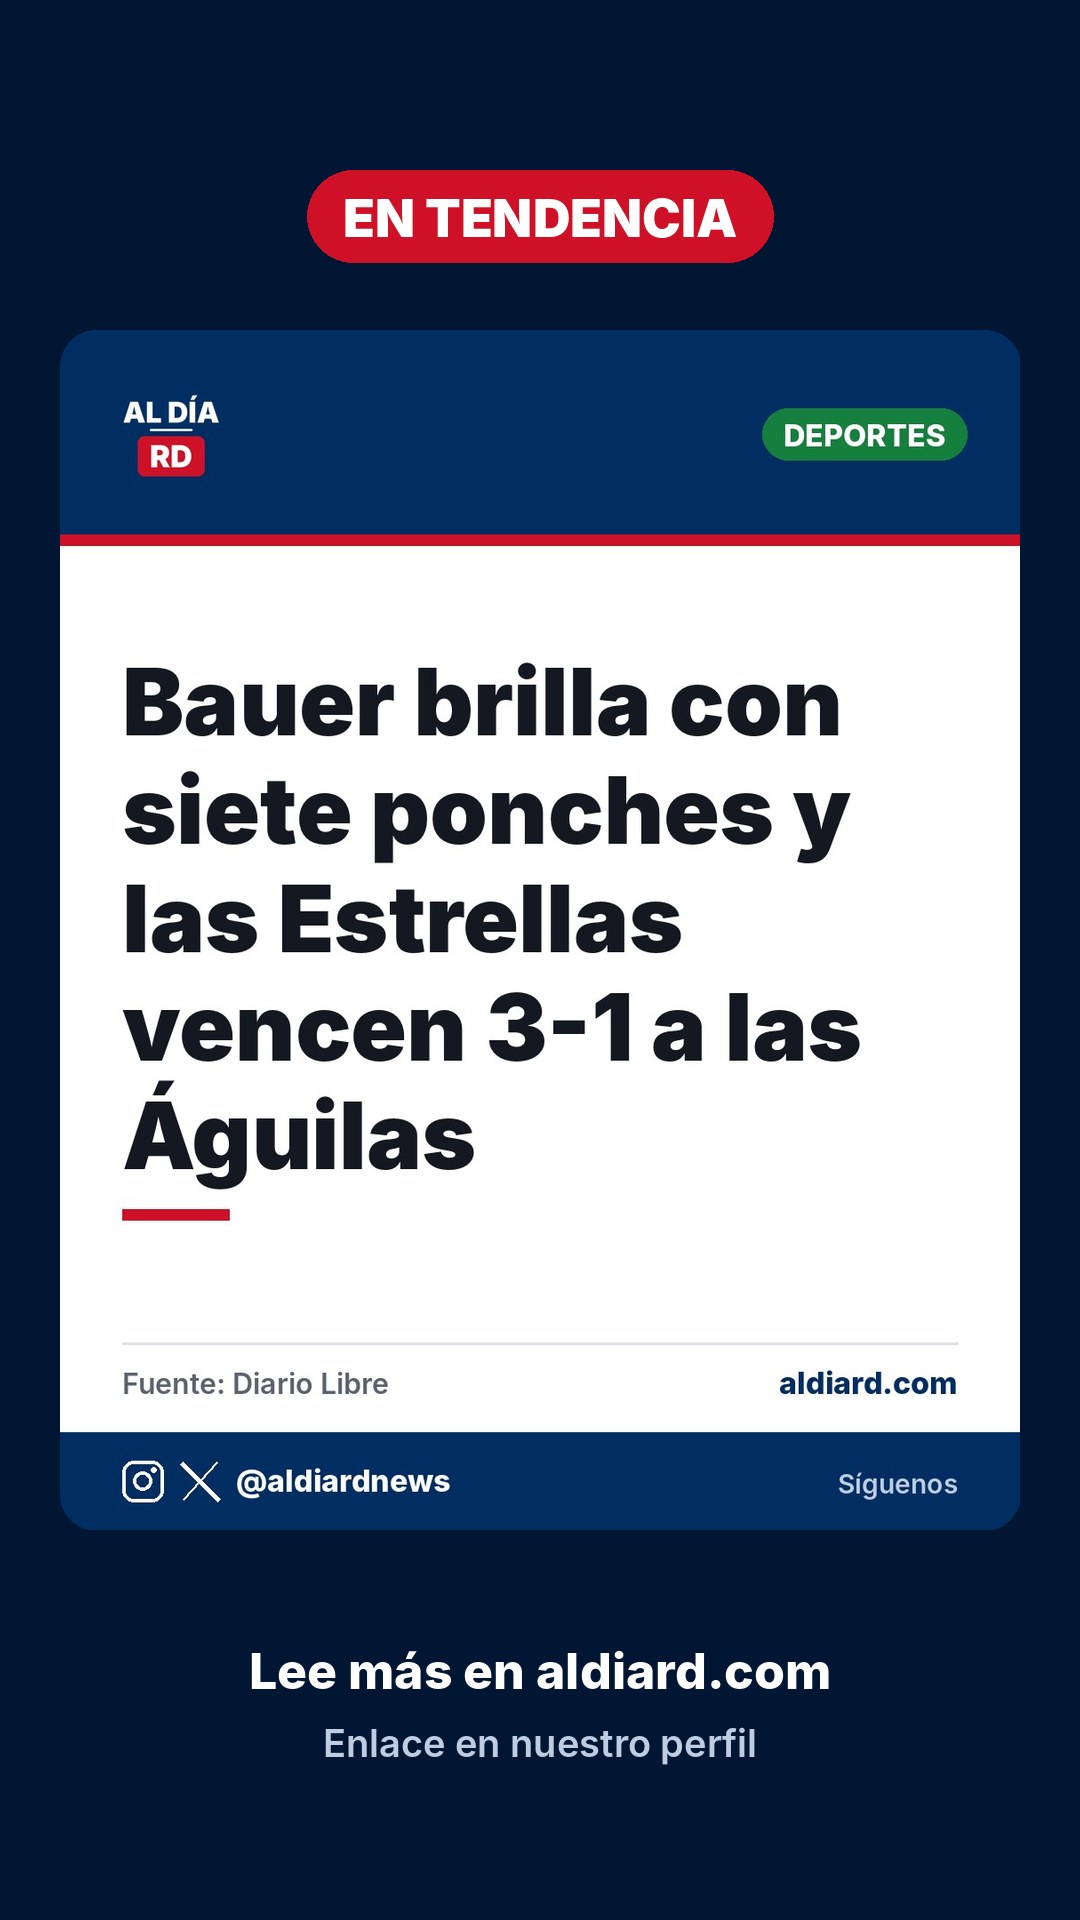 EN TENDENCIA
AL DÍA
RD
DEPORTES
Bauer brilla con
siete ponches y
las Estrellas
vencen 3-1 a las
Águilas
Fuente: Diario Libre
aldiard.com
@aldiardnews
Síguenos
Lee más en aldiard.com
Enlace en nuestro perfil